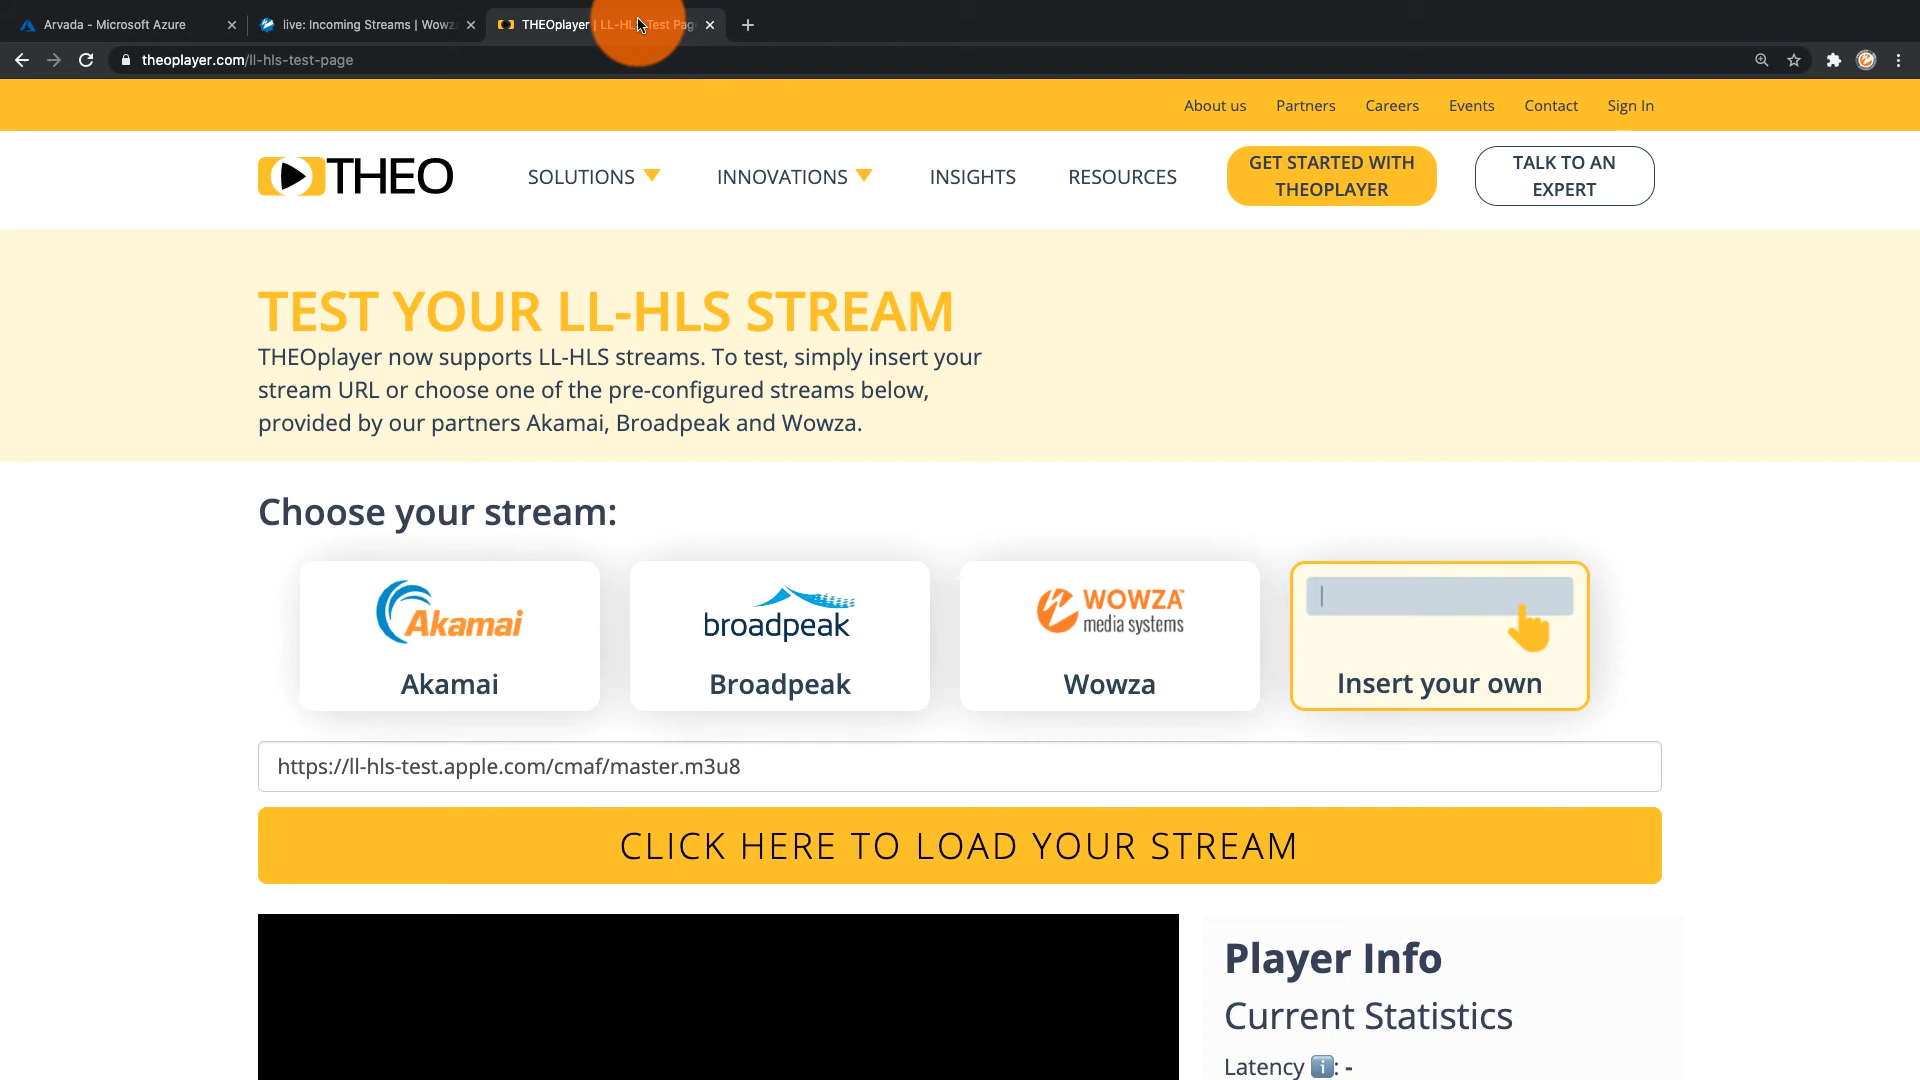 Arvada - Microsoft Azure
live: Incoming Streams | Wowz
THEOplayer | LL-HLS Test Pag
theoplayer.com/ll-hls-test-page
About us
Partners
Careers
Events
Contact
Sign In
THEO
SOLUTIONS
INNOVATIONS
INSIGHTS
RESOURCES
GET STARTED WITH
THEOPLAYER
TALK TO AN
EXPERT
TEST YOUR LL-HLS STREAM
THEOplayer now supports LL-HLS streams. To test, simply insert your
stream URL or choose one of the pre-configured streams below,
provided by our partners Akamai, Broadpeak and Wowza.
Choose your stream:
Akamai
Akamai
broadpeak
Broadpeak
WOWZA
media systems
Wowza
Insert your own
https://ll-hls-test.apple.com/cmaf/master.m3u8
CLICK HERE TO LOAD YOUR STREAM
Player Info
Current Statistics
Latency ℹ️: -